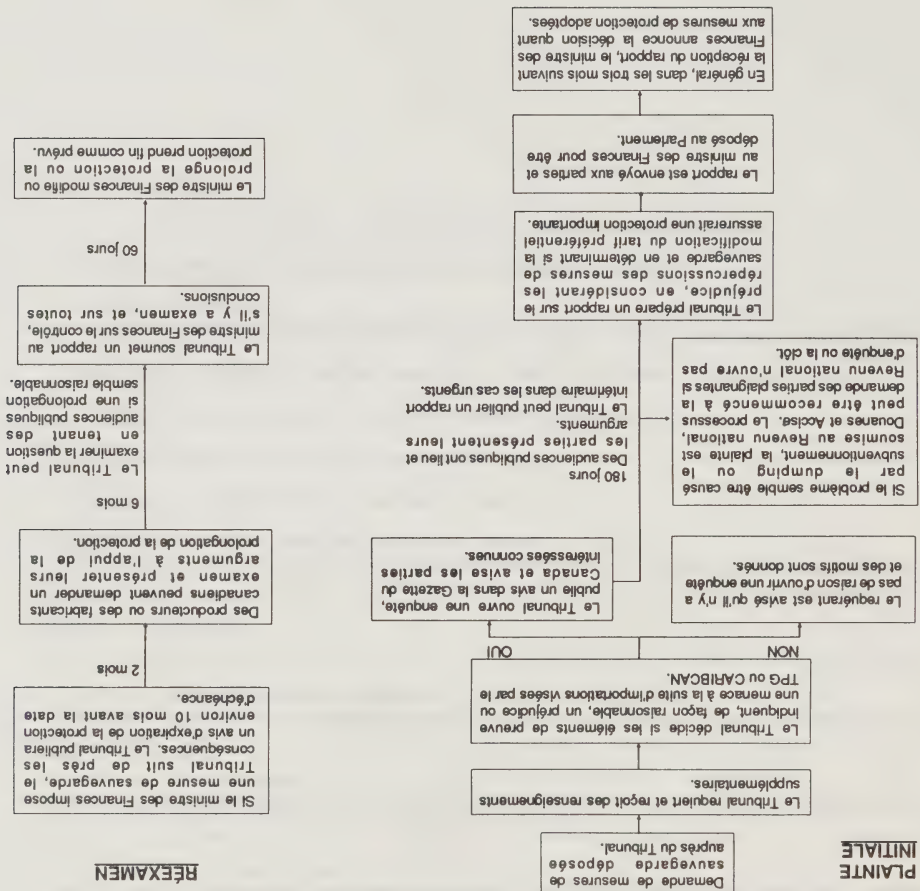 PLAINTE
INITIALE
Demande de mesures de
sauvegarde déposée
auprès du Tribunal.
Le Tribunal requiert et reçoit des renseignements
supplémentaires.
Le Tribunal décide si les éléments de preuve
indiquent, de façon raisonnable, un préjudice ou
une menace à la suite d'importations visées par le
TPG ou CARIBCAN.
NON
OUI
Le requérant est avisé qu'il n'y a
pas de raison d'ouvrir une enquête
et des motifs sont donnés.
Le Tribunal ouvre une enquête,
publie un avis dans la Gazette du
Canada et avise les parties
intéressées connues.
Si le problème semble être causé
par le dumping ou le
subventionnement, la plainte est
soumise au Revenu national,
Douanes et Accise. Le processus
peut être recommencé à la
demande des parties plaignantes si
Revenu national n'ouvre pas
d'enquête ou la clôt.
180 jours
Des audiences publiques ont lieu et
les parties présentent leurs
arguments.
Le Tribunal peut publier un rapport
intérimaire dans les cas urgents.
Le Tribunal prépare un rapport sur le
préjudice, en considérant les
répercussions des mesures de
sauvegarde et en déterminant si la
modification du tarif préférentiel
assurerait une protection importante.
Le rapport est envoyé aux parties et
au ministre des Finances pour être
déposé au Parlement.
En général, dans les trois mois suivant
la réception du rapport, le ministre des
Finances annonce la décision quant
aux mesures de protection adoptées.
RÉEXAMEN
Si le ministre des Finances impose
une mesure de sauvegarde, le
Tribunal suit de près les
conséquences. Le Tribunal publiera
un avis d'expiration de la protection
environ 10 mois avant la date
d'échéance.
2 mois
Des producteurs ou des fabricants
canadiens peuvent demander un
examen et présenter leurs
arguments à l'appui de la
prolongation de la protection.
6 mois
Le Tribunal peut
examiner la question
en tenant des
audiences publiques
si une prolongation
semble raisonnable.
Le Tribunal soumet un rapport au
ministre des Finances sur le contrôle,
s'il y a examen, et sur toutes
conclusions.
60 jours
Le ministre des Finances modifie ou
prolonge la protection ou la
protection prend fin comme prévu.